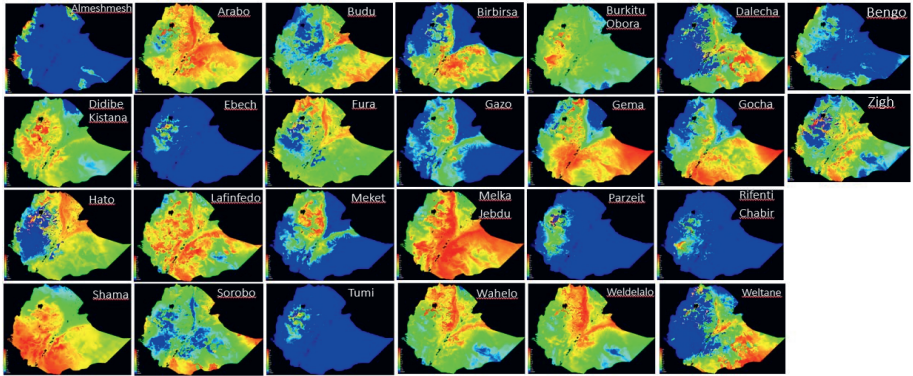 Almeshmesh
Arabo
Budu
Birbirsa
Burkitu
Obora
Dalecha
Bengo
Didibe
Kistana
Ebech
Fura
Gazo
Gema
Gocha
Zigh
Hato
Lafinfedo
Meket
Melka
Jebdu
Parzeit
Rifenti
Chabir
Shama
Sorobo
Tumi
Wahelo
Weldelalo
Weltane